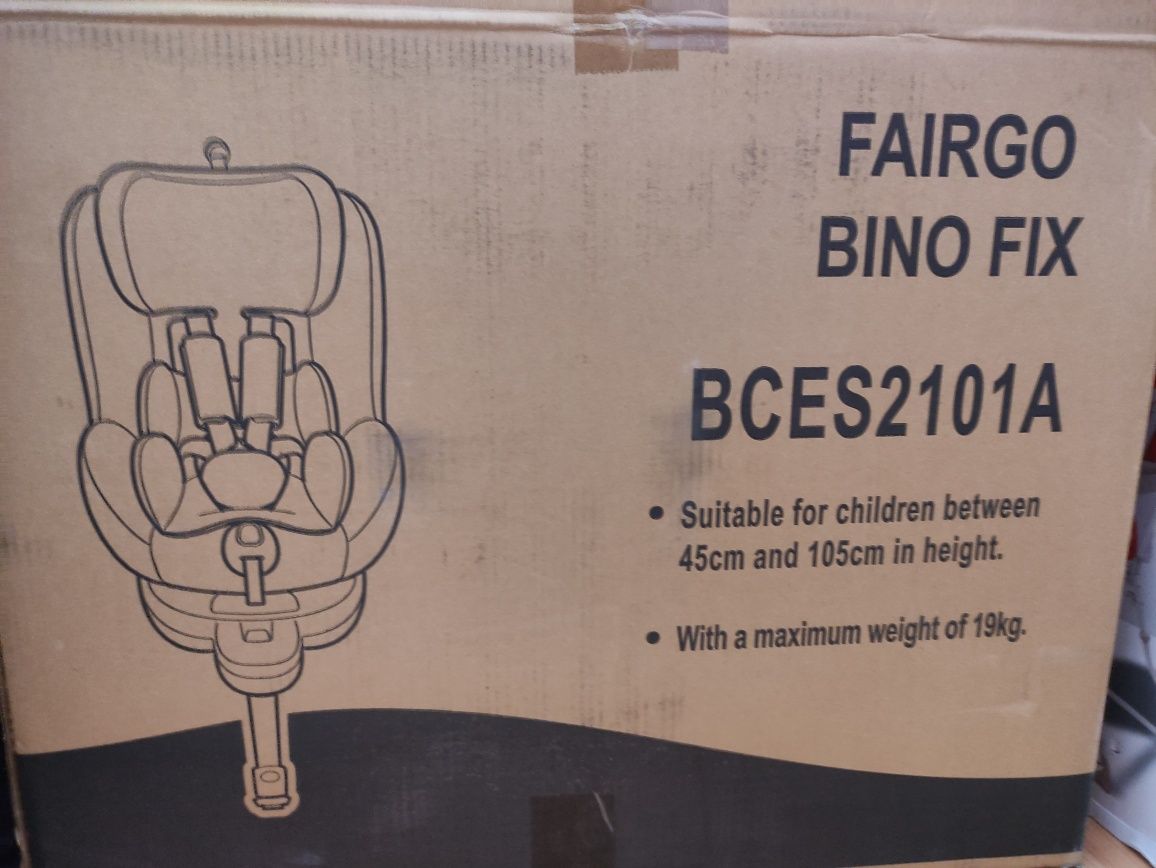 FAIRGO
BINO FIX
BCES2101A
• Suitable for children between
45cm and 105cm in height.
• With a maximum weight of 19kg.